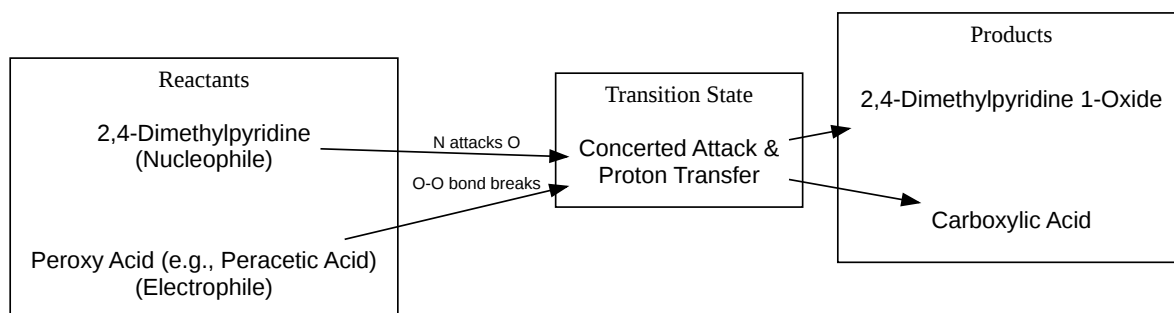 Reactants
2,4-Dimethylpyridine
(Nucleophile)
Peroxy Acid (e.g., Peracetic Acid)
(Electrophile)
N attacks O
O-O bond breaks
Transition State
Concerted Attack &
Proton Transfer
Products
2,4-Dimethylpyridine 1-Oxide
Carboxylic Acid